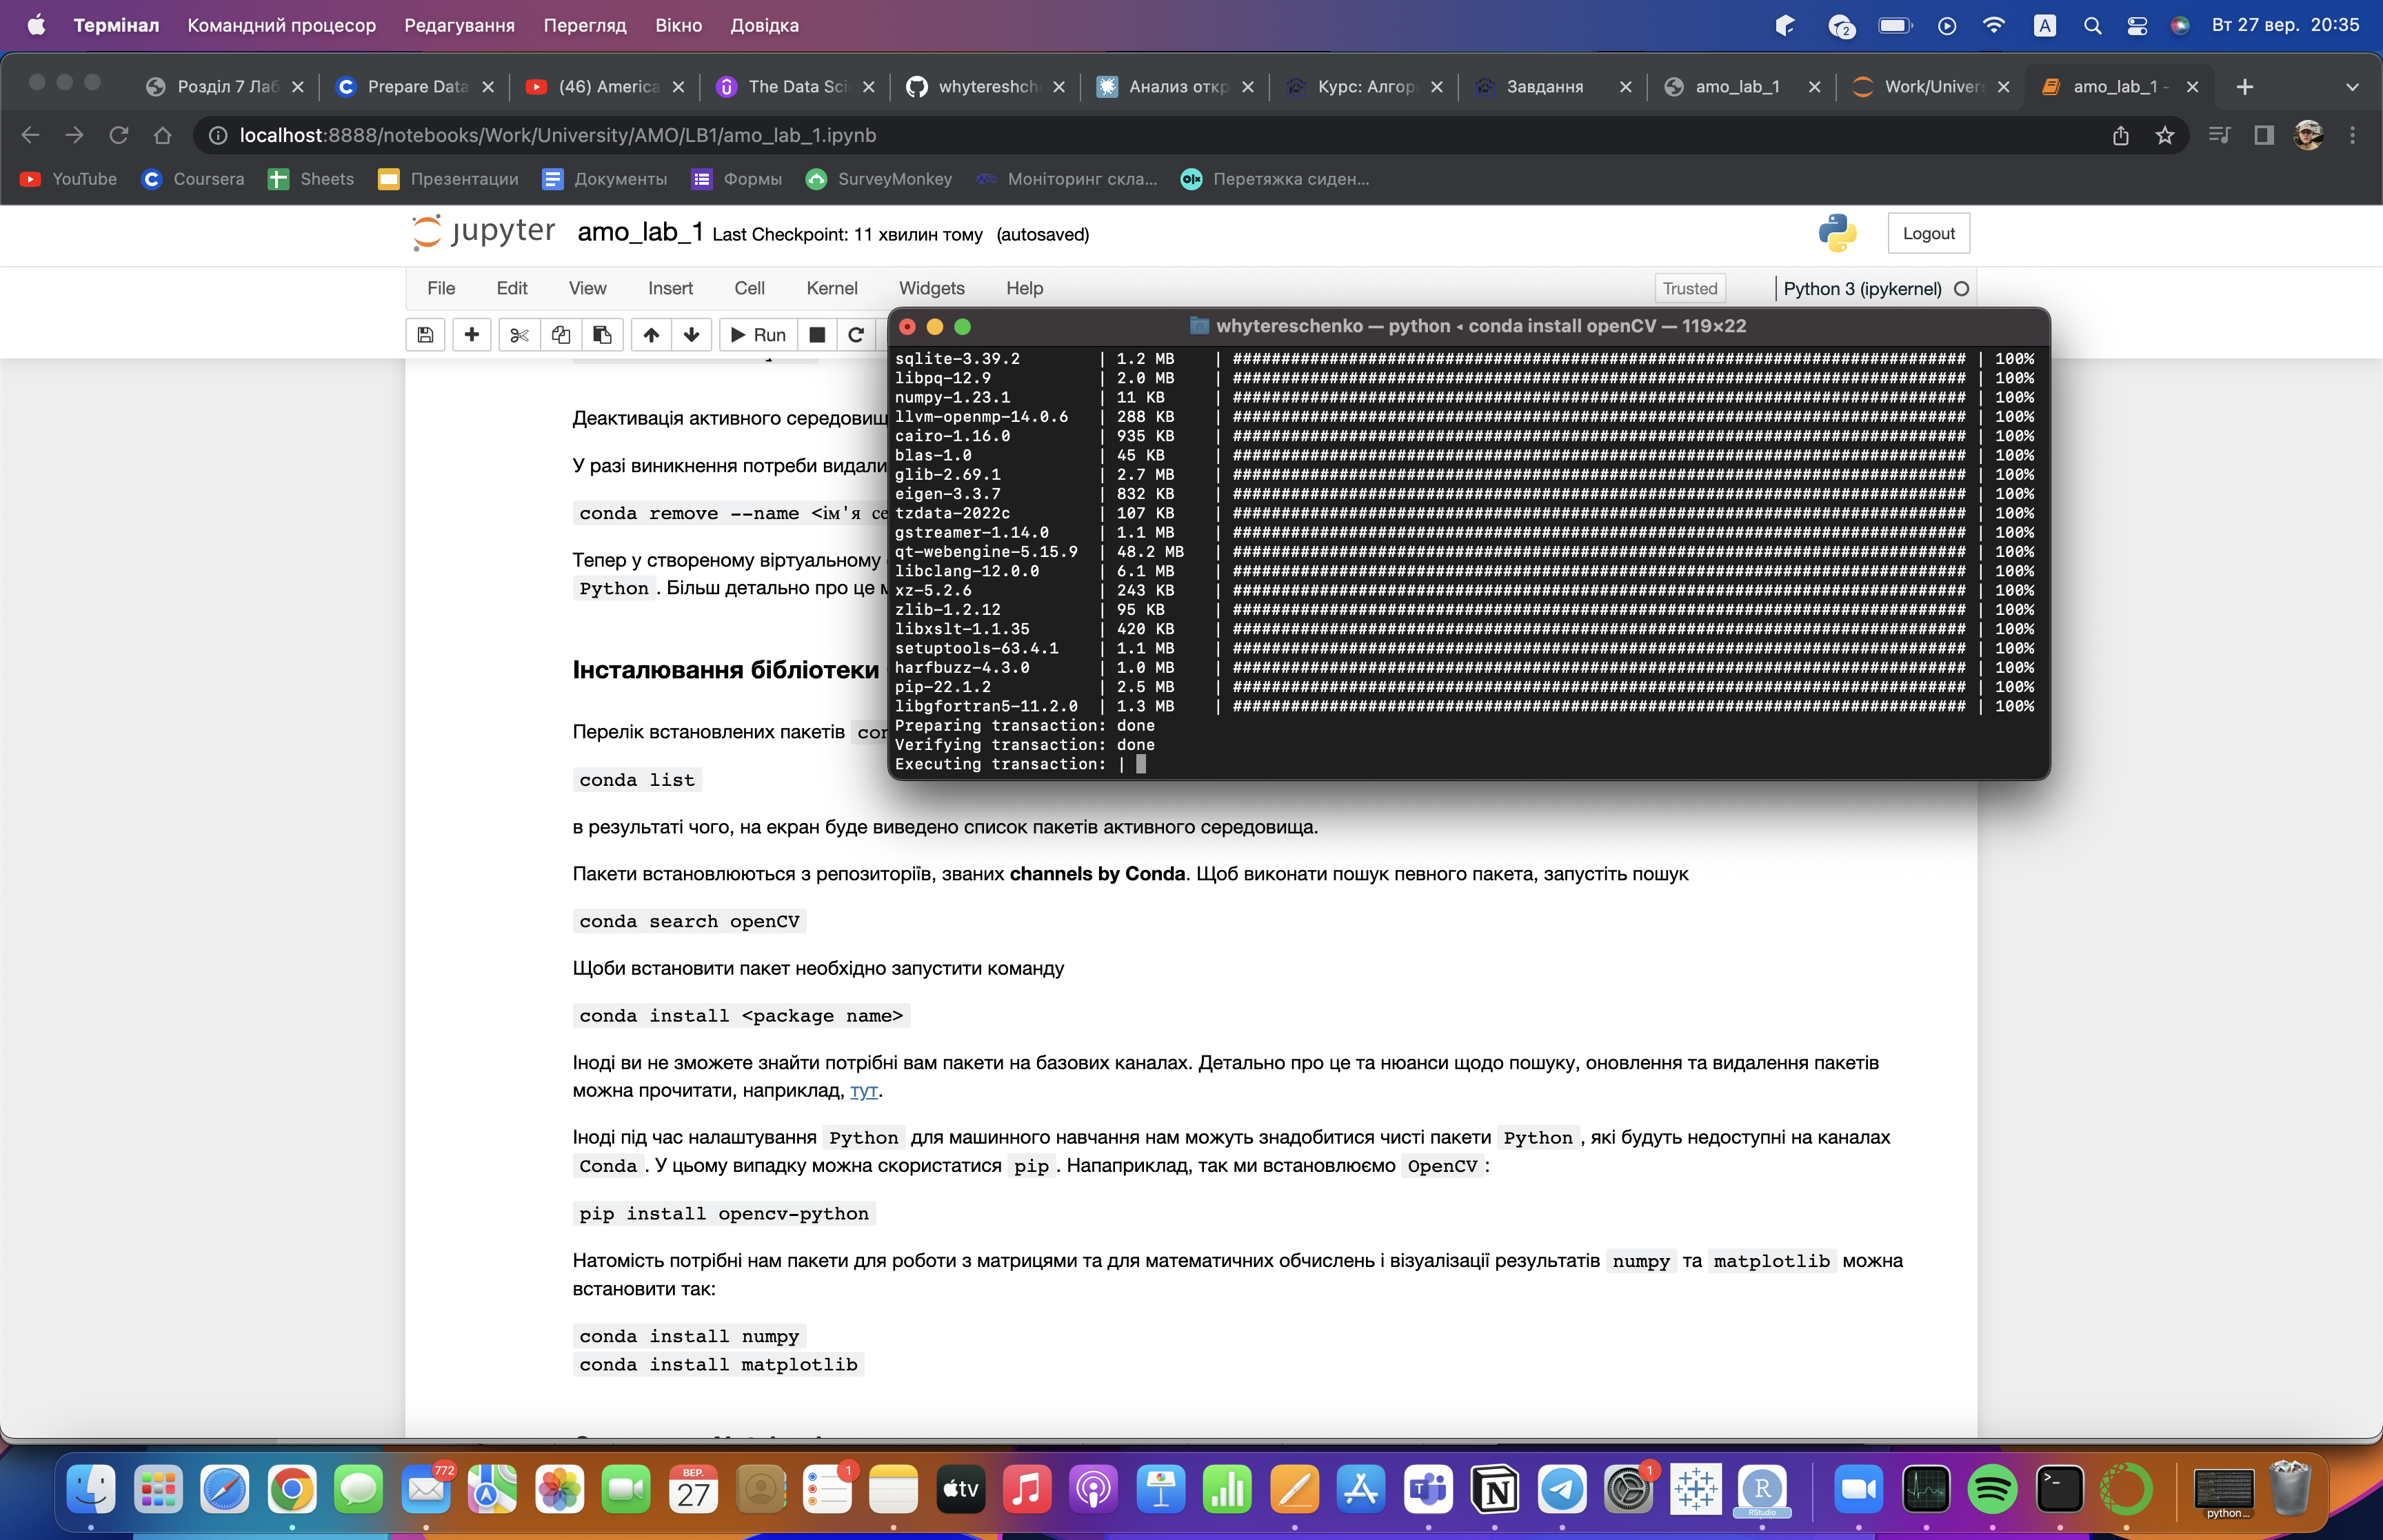 Термінал Командний процесор Редагування Перегляд Вікно Довідка
2 A Вт 27 вер. 20:35
Розділ 7 Лаб Prepare Data (46) America The Data Sci whytereshch Анализ откр Курс: Алгор Завдання amo_lab_1 Work/Univers amo_lab_1 -
localhost:8888/notebooks/Work/University/AMO/LB1/amo_lab_1.ipynb
YouTube Coursera Sheets Презентации Документы Формы SurveyMonkey Моніторинг скла... olx Перетяжка сиден...
jupyter amo_lab_1 Last Checkpoint: 11 хвилин тому (autosaved) Logout
File Edit View Insert Cell Kernel Widgets Help Trusted Python 3 (ipykernel)
Run
whytereschenko — python ◂ conda install openCV — 119×22
sqlite-3.39.2 | 1.2 MB | ############################################################################ | 100%
libpq-12.9 | 2.0 MB | ############################################################################ | 100%
numpy-1.23.1 | 11 KB | ############################################################################ | 100%
llvm-openmp-14.0.6 | 288 KB | ############################################################################ | 100%
cairo-1.16.0 | 935 KB | ############################################################################ | 100%
blas-1.0 | 45 KB | ############################################################################ | 100%
glib-2.69.1 | 2.7 MB | ############################################################################ | 100%
eigen-3.3.7 | 832 KB | ############################################################################ | 100%
tzdata-2022c | 107 KB | ############################################################################ | 100%
gstreamer-1.14.0 | 1.1 MB | ############################################################################ | 100%
qt-webengine-5.15.9 | 48.2 MB | ############################################################################ | 100%
libclang-12.0.0 | 6.1 MB | ############################################################################ | 100%
xz-5.2.6 | 243 KB | ############################################################################ | 100%
zlib-1.2.12 | 95 KB | ############################################################################ | 100%
libxslt-1.1.35 | 420 KB | ############################################################################ | 100%
setuptools-63.4.1 | 1.1 MB | ############################################################################ | 100%
harfbuzz-4.3.0 | 1.0 MB | ############################################################################ | 100%
pip-22.1.2 | 2.5 MB | ############################################################################ | 100%
libgfortran5-11.2.0 | 1.3 MB | ############################################################################ | 100%
Preparing transaction: done
Verifying transaction: done
Executing transaction: |
Деактивація активного середовищ
У разі виникнення потреби видали
conda remove --name <ім'я се
Тепер у створеному віртуальному
Python . Більш детально про це м
Інсталювання бібліотеки
Перелік встановлених пакетів con
conda list
в результаті чого, на екран буде виведено список пакетів активного середовища.
Пакети встановлюються з репозиторіїв, званих channels by Conda. Щоб виконати пошук певного пакета, запустіть пошук
conda search openCV
Щоби встановити пакет необхідно запустити команду
conda install <package name>
Іноді ви не зможете знайти потрібні вам пакети на базових каналах. Детально про це та нюанси щодо пошуку, оновлення та видалення пакетів
можна прочитати, наприклад, тут.
Іноді під час налаштування Python для машинного навчання нам можуть знадобитися чисті пакети Python , які будуть недоступні на каналах
Conda . У цьому випадку можна скористатися pip . Напаприклад, так ми встановлюємо OpenCV :
pip install opencv-python
Натомість потрібні нам пакети для роботи з матрицями та для математичних обчислень і візуалізації результатів numpy та matplotlib можна
встановити так:
conda install numpy
conda install matplotlib
772 ВЕР. 27 1 tv 1 R RStudio python...